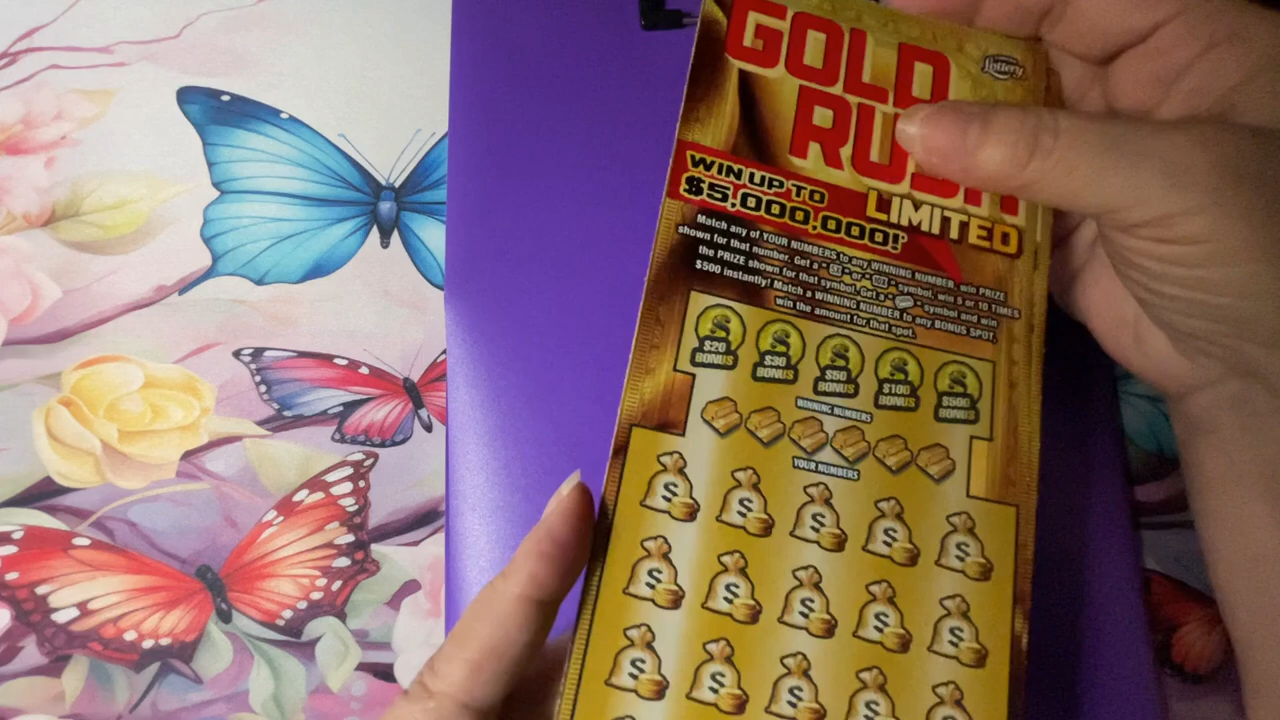 GOLD
Lottery
RUSH
LIMITED
WIN UP TO
$5,000,000!
Match any of YOUR NUMBERS to any WINNING NUMBER, win PRIZE
shown for that number. Get a "5X" or "10X" symbol, win 5 or 10 TIMES
the PRIZE shown for that symbol. Get a " " symbol and win
$500 instantly! Match a WINNING NUMBER to any BONUS SPOT,
win the amount for that spot.
$20 BONUS
$30 BONUS
$50 BONUS
$100 BONUS
$500 BONUS
WINNING NUMBERS
YOUR NUMBERS